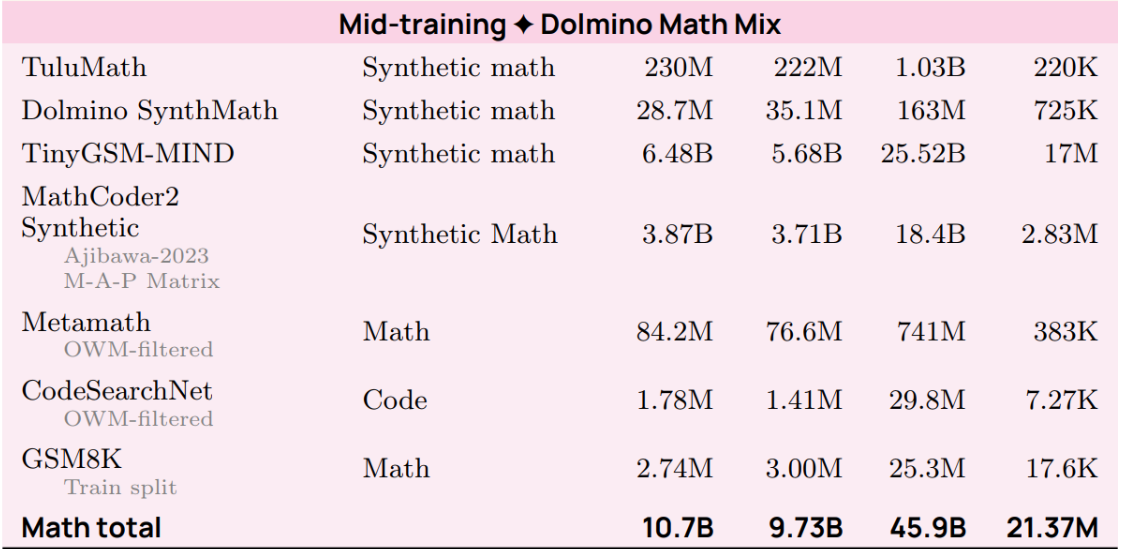 Mid-training ✦ Dolmino Math Mix
TuluMath Synthetic math 230M 222M 1.03B 220K
Dolmino SynthMath Synthetic math 28.7M 35.1M 163M 725K
TinyGSM-MIND Synthetic math 6.48B 5.68B 25.52B 17M
MathCoder2
Synthetic
Ajibawa-2023
M-A-P Matrix
Synthetic Math 3.87B 3.71B 18.4B 2.83M
Metamath
OWM-filtered
Math 84.2M 76.6M 741M 383K
CodeSearchNet
OWM-filtered
Code 1.78M 1.41M 29.8M 7.27K
GSM8K
Train split
Math 2.74M 3.00M 25.3M 17.6K
Math total 10.7B 9.73B 45.9B 21.37M